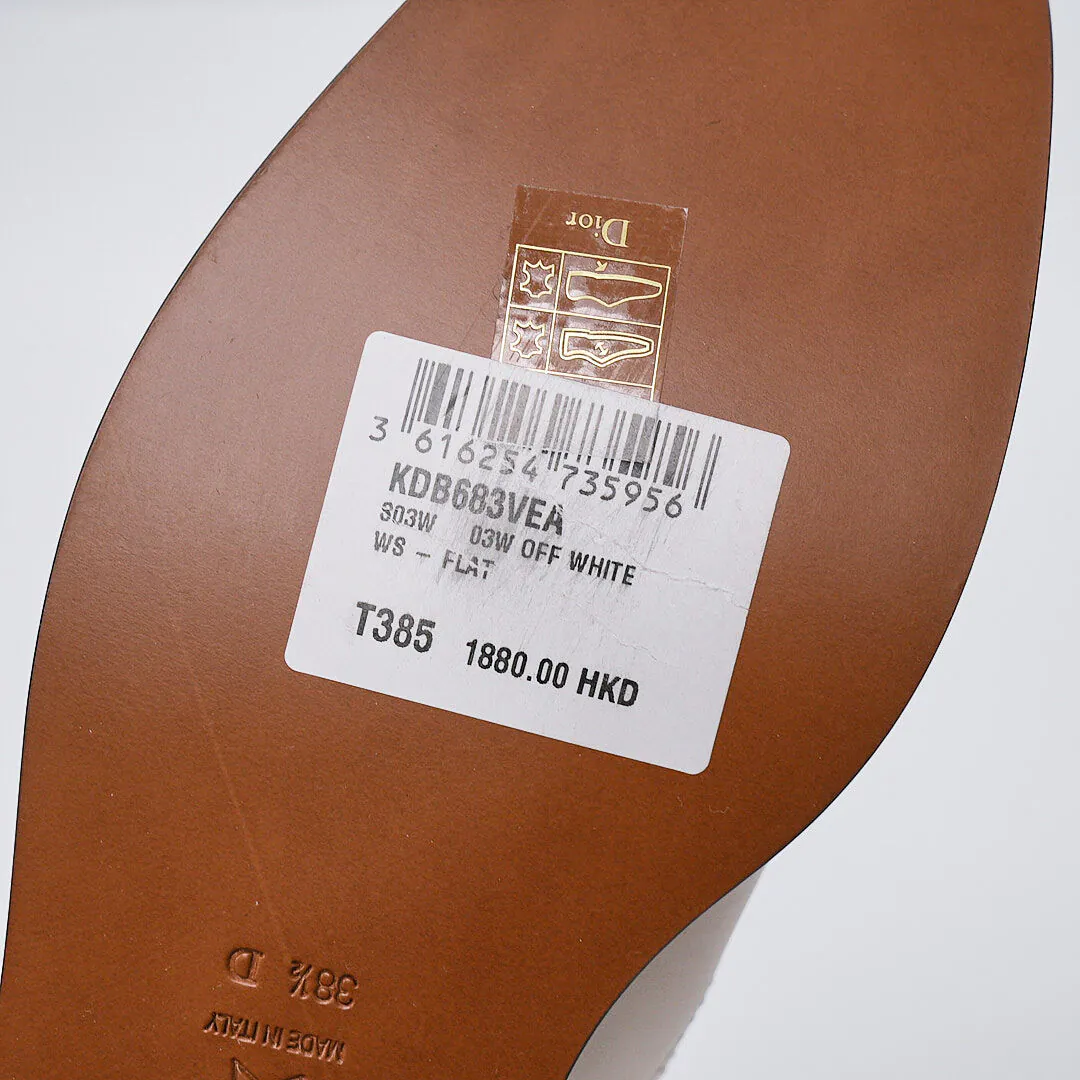 Dior
3 616254 735956
KDB683VEA
S03W 03W OFF WHITE
WS - FLAT
T385 1880.00 HKD
38½ D
MADE IN ITALY